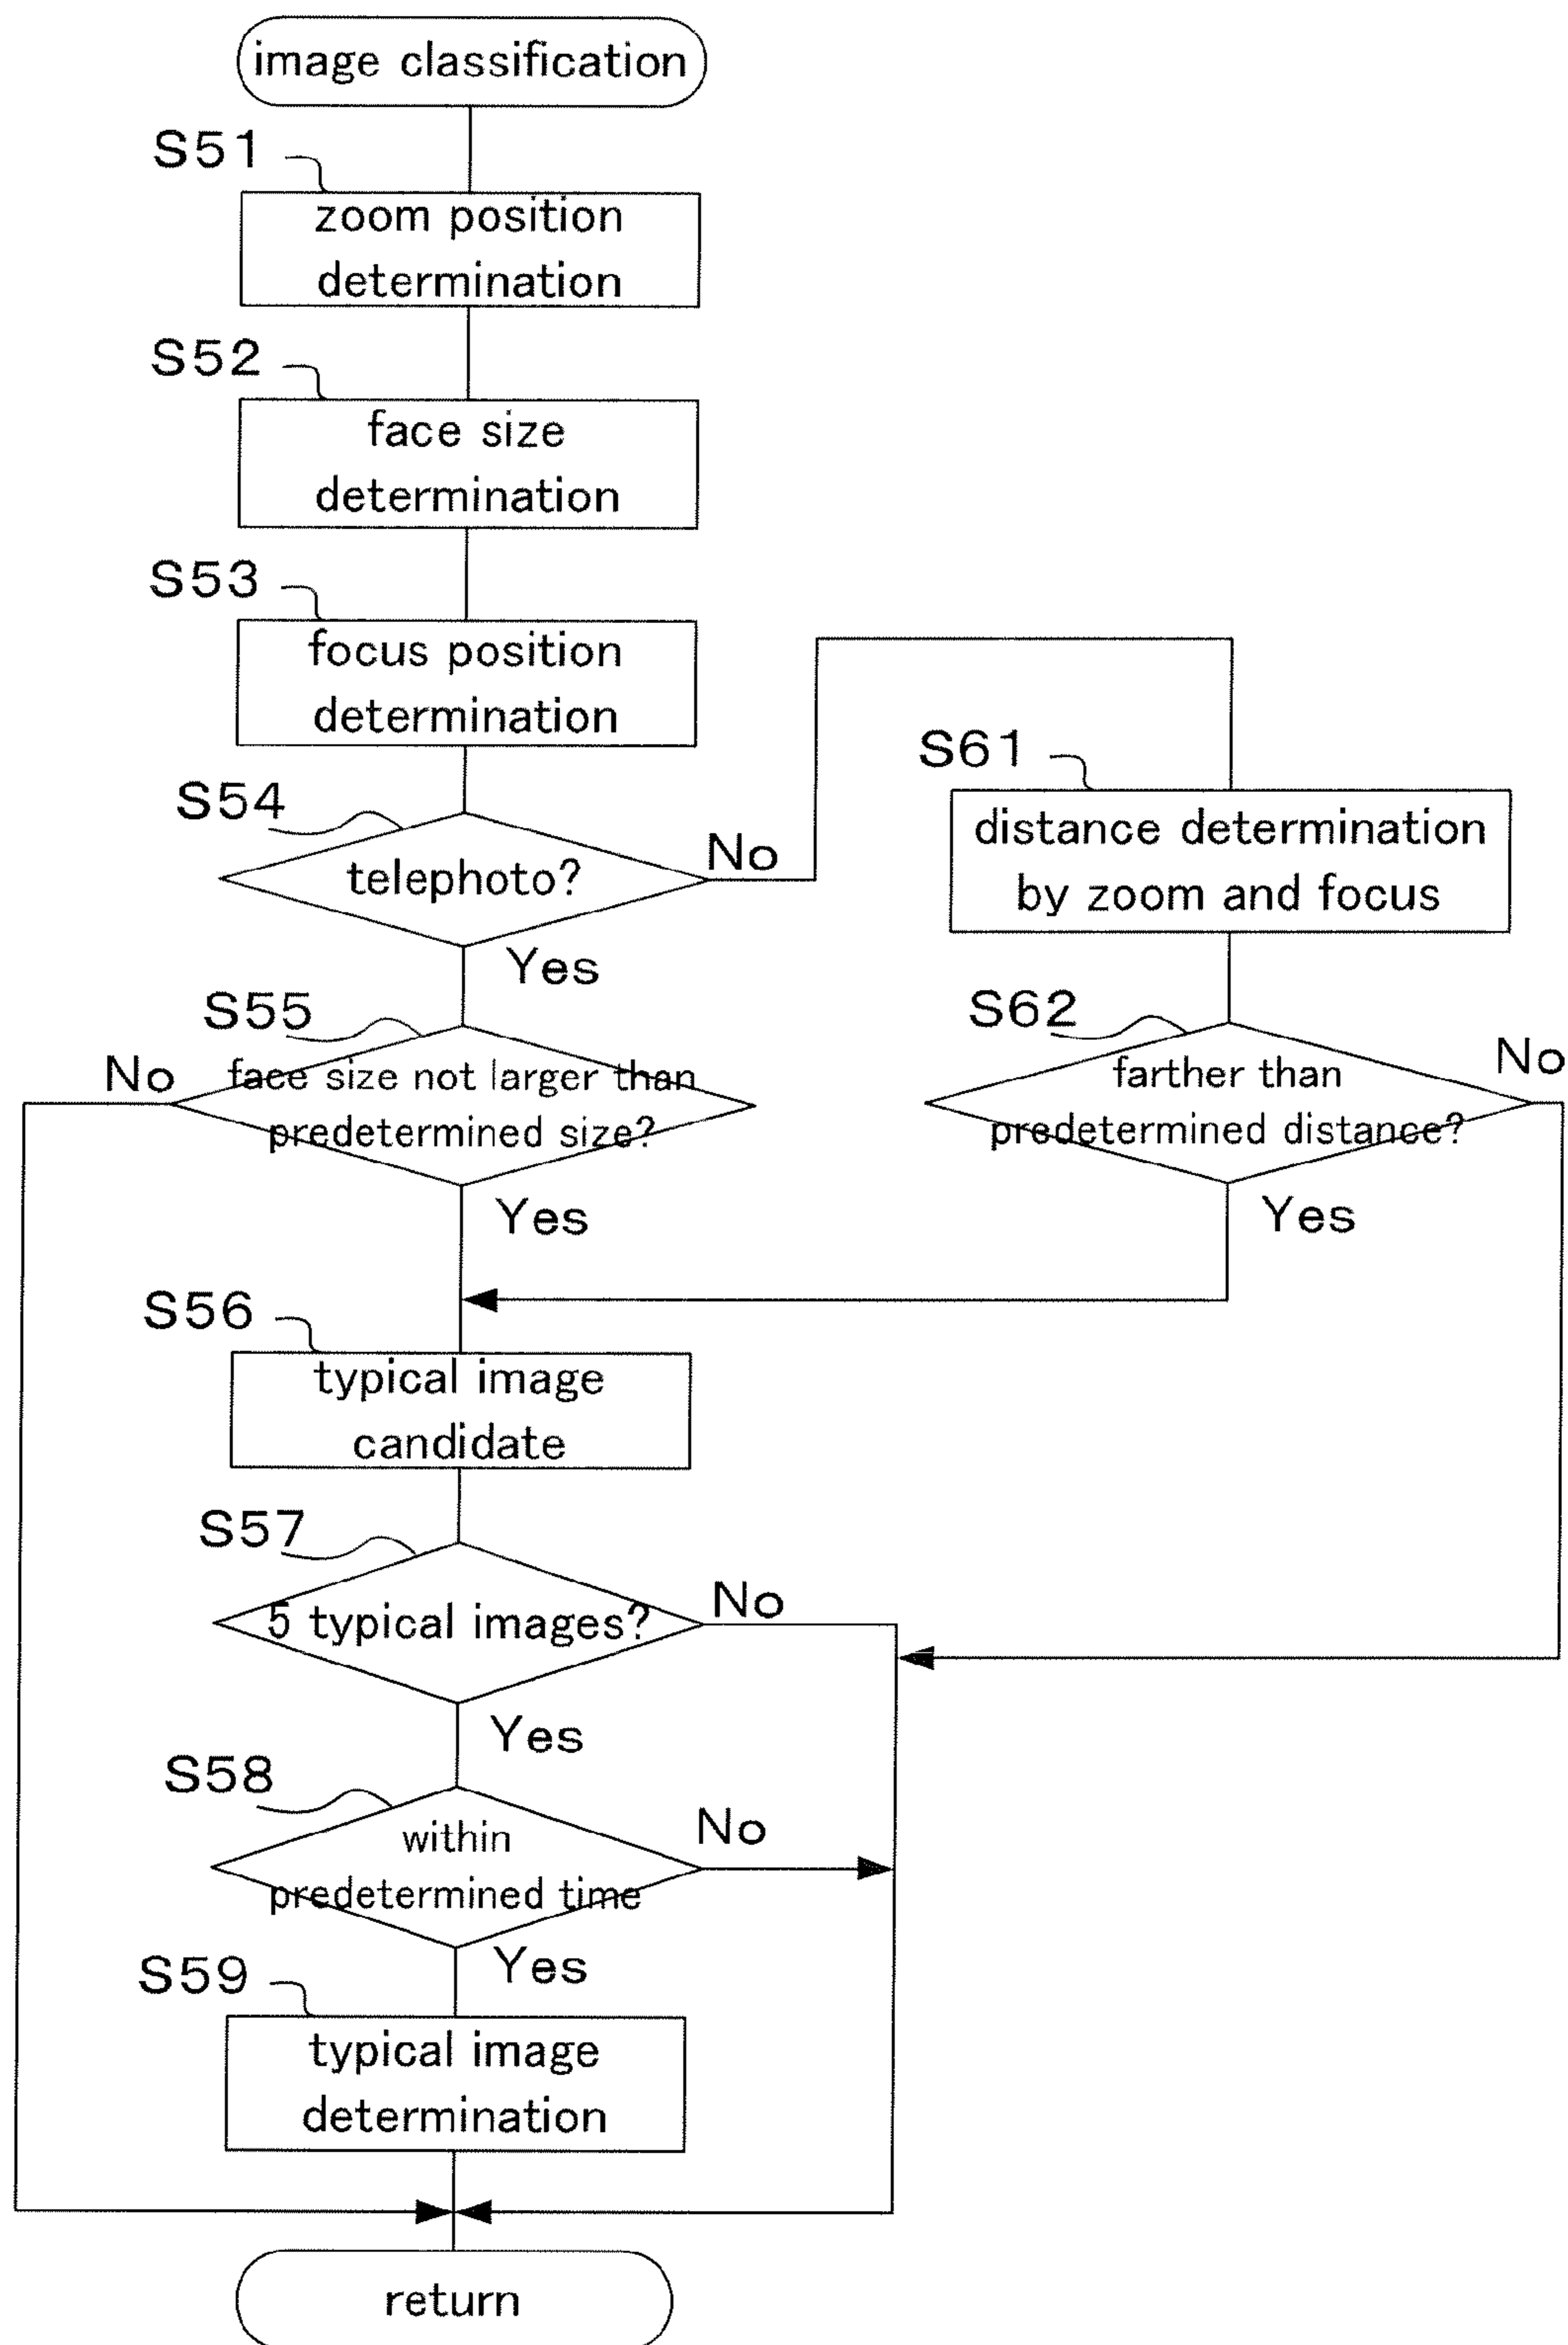 image classification
S51
zoom position
determination
S52
face size
determination
S53
focus position
determination
S54
telephoto?
No
Yes
S61
distance determination
by zoom and focus
S55
No
face size not larger than
predetermined size?
Yes
S62
No
farther than
predetermined distance?
Yes
S56
typical image
candidate
S57
5 typical images?
No
Yes
S58
within
predetermined time
No
Yes
S59
typical image
determination
return